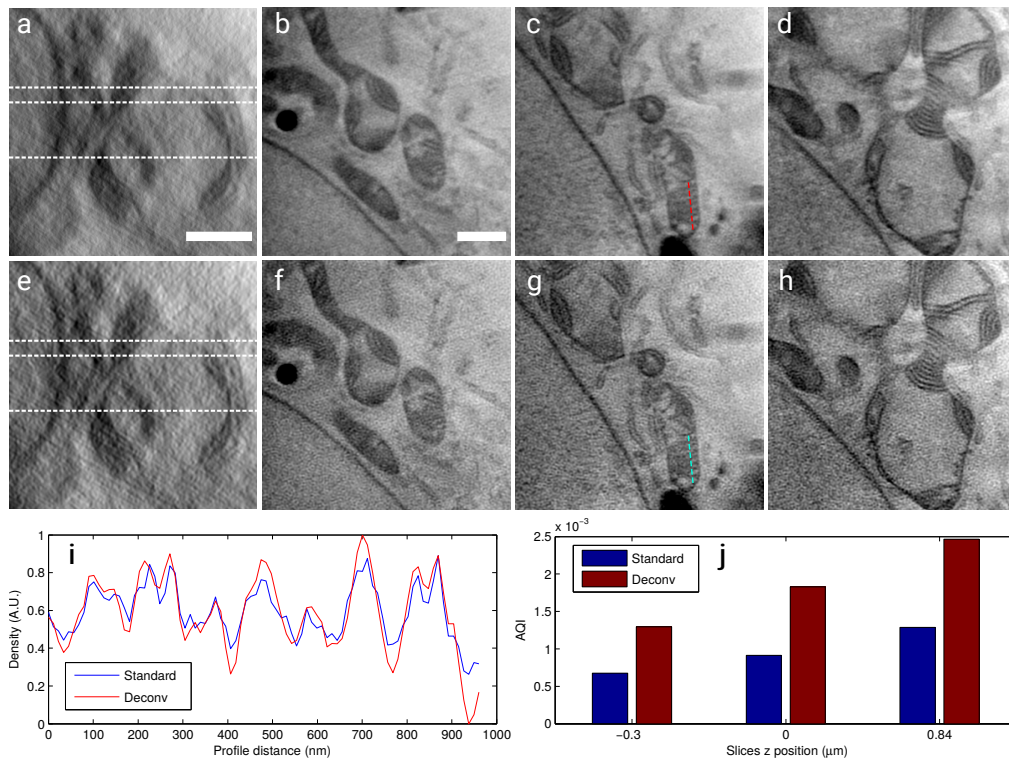 a b c d
e f g h
i
Density (A.U.)
1
0.8
0.6
0.4
0.2
0
Standard
Deconv
0 100 200 300 400 500 600 700 800 900 1000
Profile distance (nm)
j
x 10⁻³
AQI
2.5
2
1.5
1
0.5
0
Standard
Deconv
−0.3 0 0.84
Slices z position (μm)